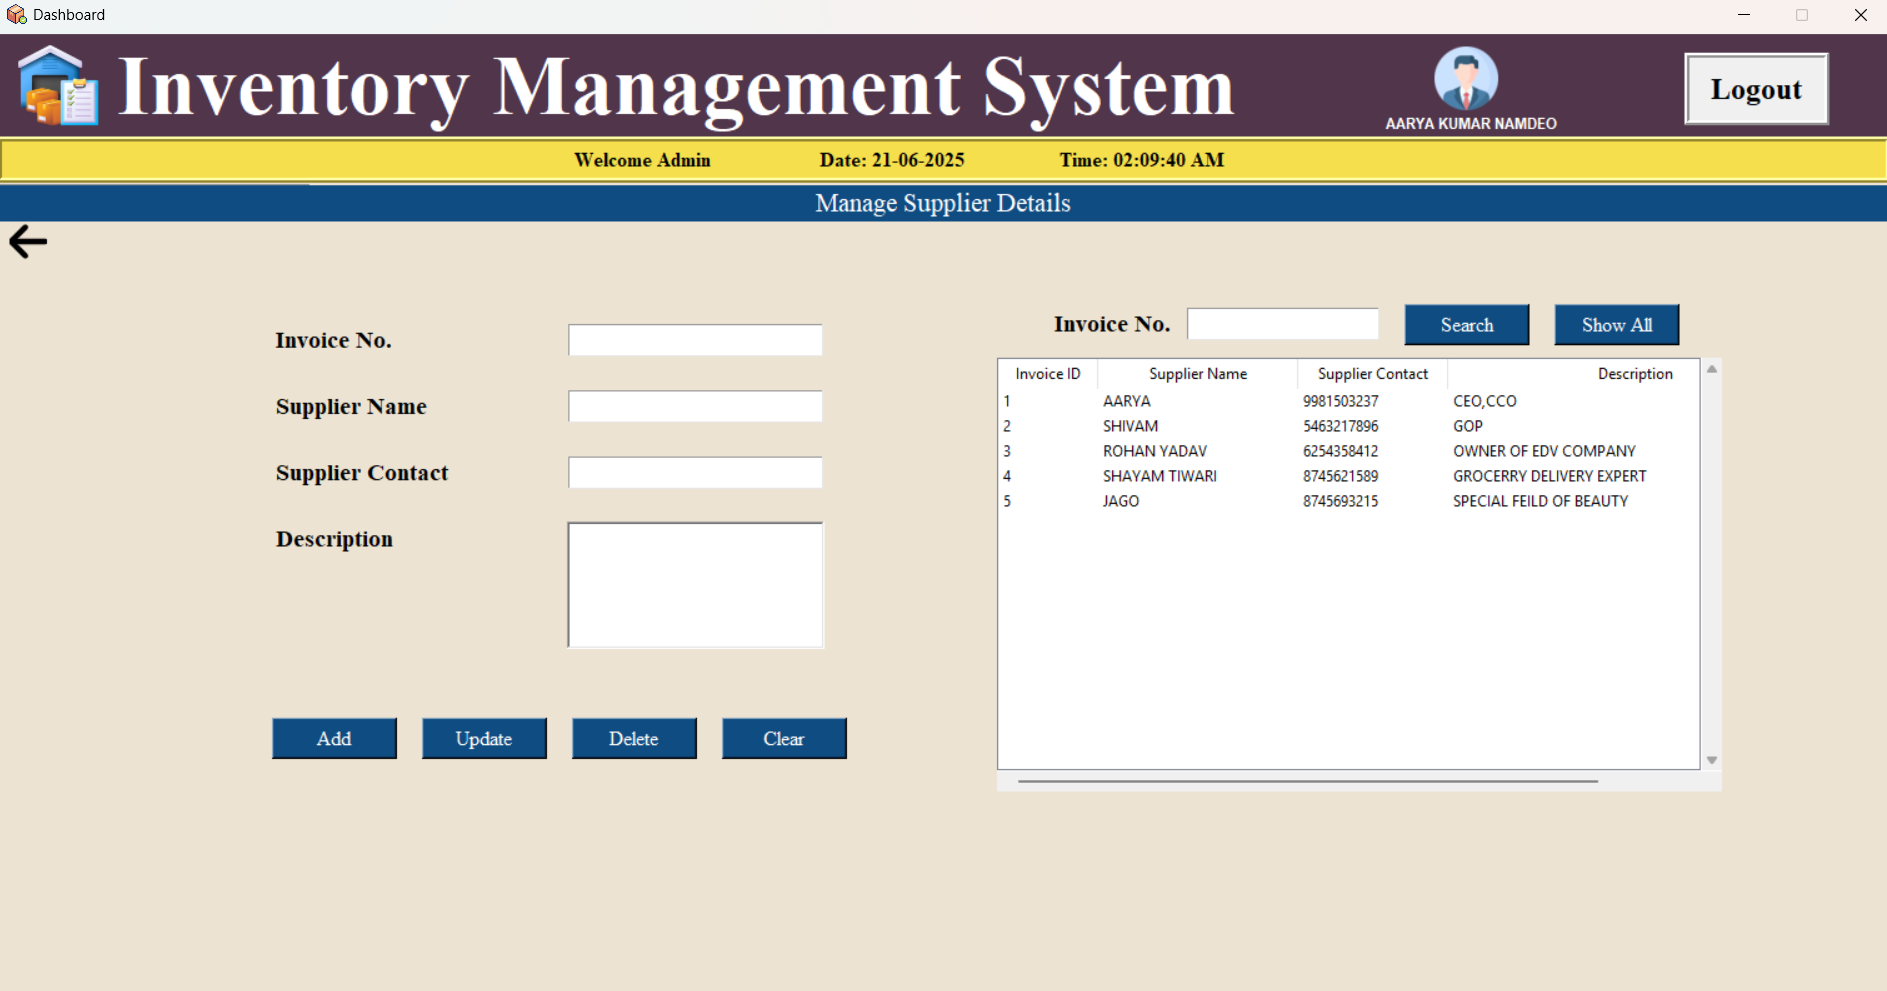 Dashboard
Inventory Management System
AARYA KUMAR NAMDEO
Logout
Welcome Admin Date: 21-06-2025 Time: 02:09:40 AM
Manage Supplier Details
Invoice No.
Supplier Name
Supplier Contact
Description
Add Update Delete Clear
Invoice No. Search Show All
Invoice ID Supplier Name Supplier Contact Description
1 AARYA 9981503237 CEO,CCO
2 SHIVAM 5463217896 GOP
3 ROHAN YADAV 6254358412 OWNER OF EDV COMPANY
4 SHAYAM TIWARI 8745621589 GROCERRY DELIVERY EXPERT
5 JAGO 8745693215 SPECIAL FEILD OF BEAUTY